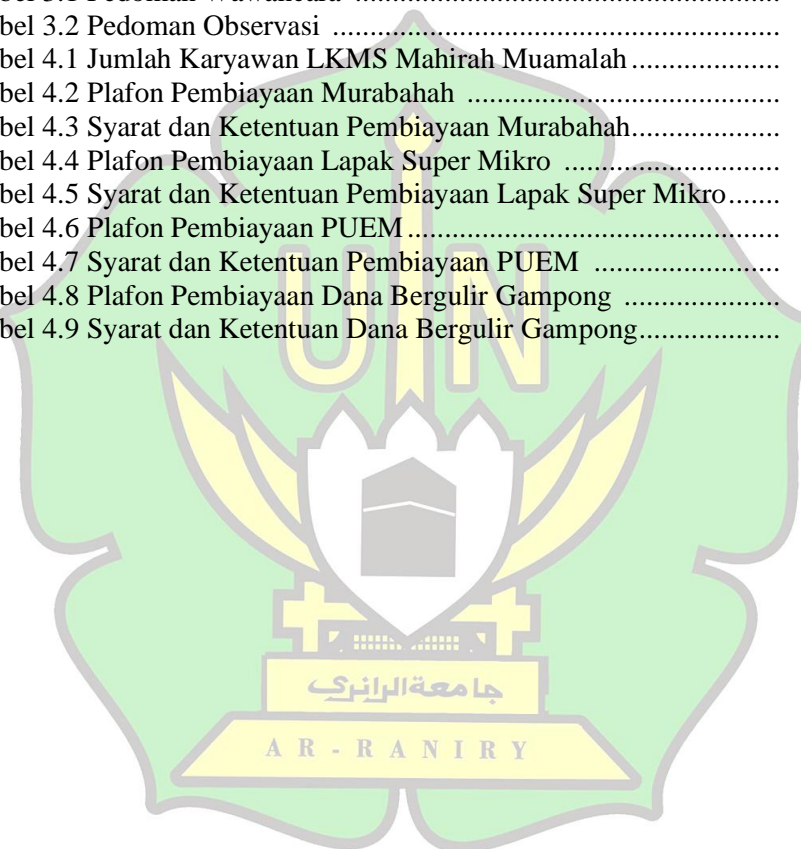 bel 3.2 Pedoman Observasi ............................................................
bel 4.1 Jumlah Karyawan LKMS Mahirah Muamalah ....................
bel 4.2 Plafon Pembiayaan Murabahah ..........................................
bel 4.3 Syarat dan Ketentuan Pembiayaan Murabahah....................
bel 4.4 Plafon Pembiayaan Lapak Super Mikro .............................
bel 4.5 Syarat dan Ketentuan Pembiayaan Lapak Super Mikro.......
bel 4.6 Plafon Pembiayaan PUEM ..................................................
bel 4.7 Syarat dan Ketentuan Pembiayaan PUEM .........................
bel 4.8 Plafon Pembiayaan Dana Bergulir Gampong .....................
bel 4.9 Syarat dan Ketentuan Dana Bergulir Gampong...................
UIN
جامعةالرانري
AR-RANIRY